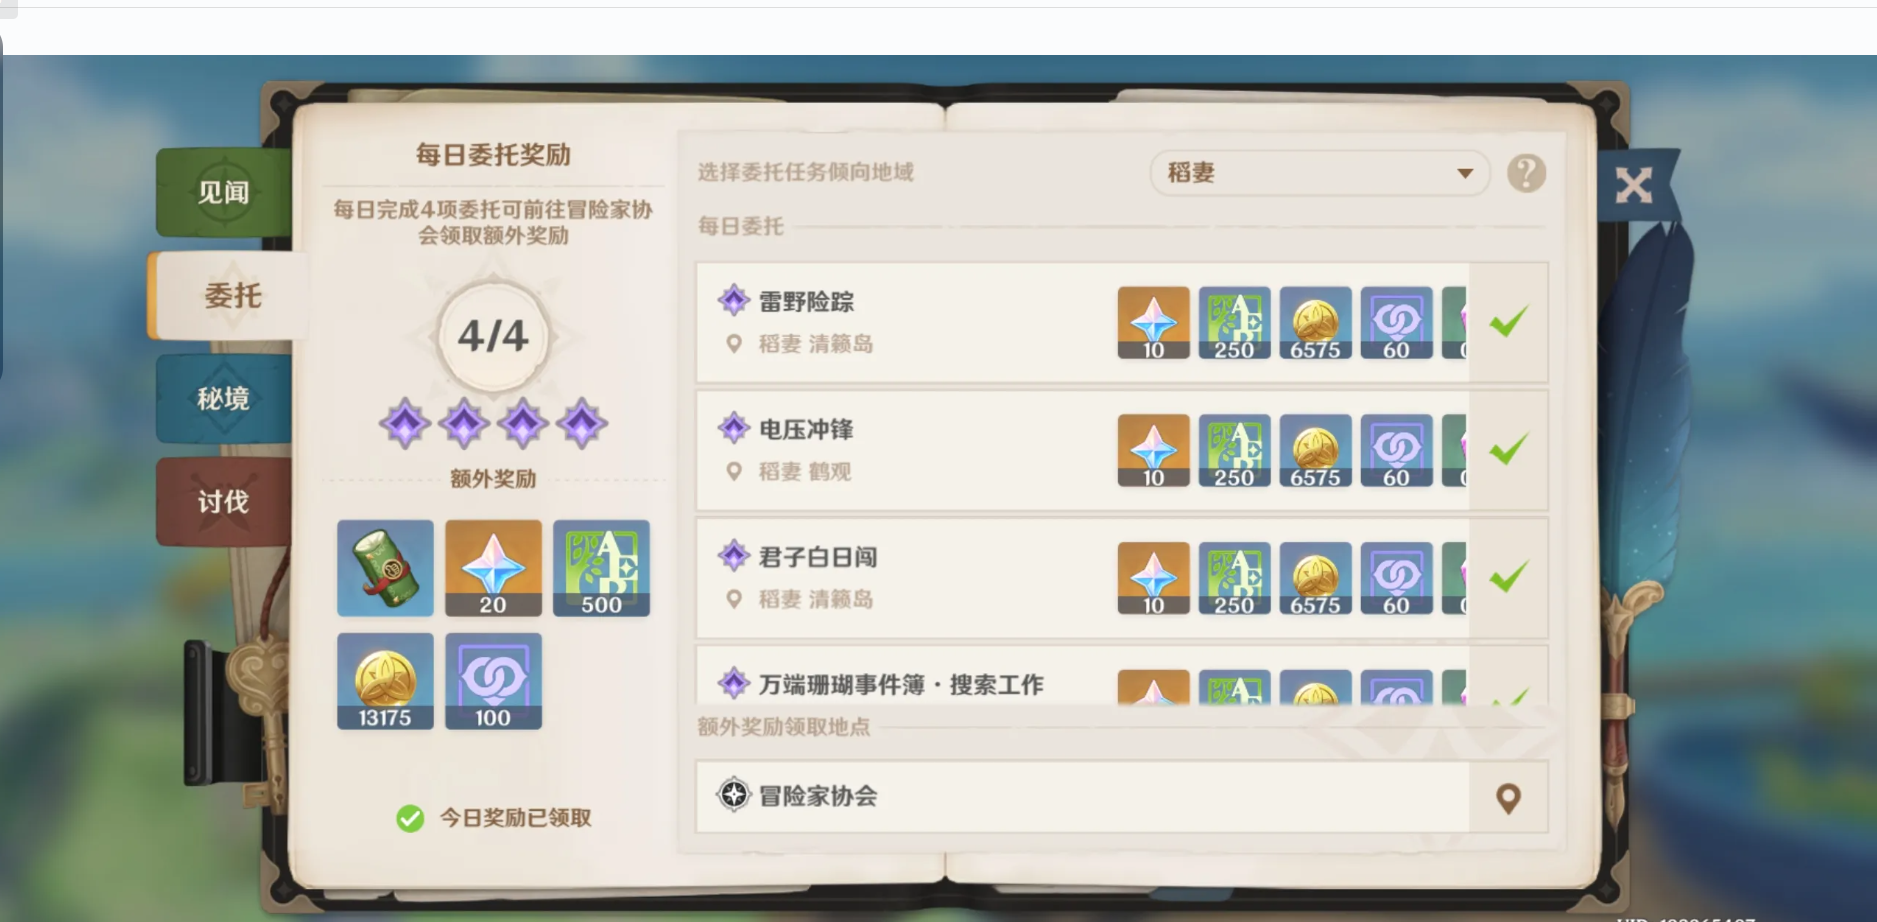 见闻
委托
秘境
讨伐
每日委托奖励
每日完成4项委托可前往冒险家协
会领取额外奖励
4/4
额外奖励
20
500
13175
100
今日奖励已领取
选择委托任务倾向地域
稻妻
?
每日委托
雷野险踪
稻妻 清籁岛
10
250
6575
60
电压冲锋
稻妻 鹤观
10
250
6575
60
君子白日闯
稻妻 清籁岛
10
250
6575
60
万端珊瑚事件簿·搜索工作
额外奖励领取地点
冒险家协会